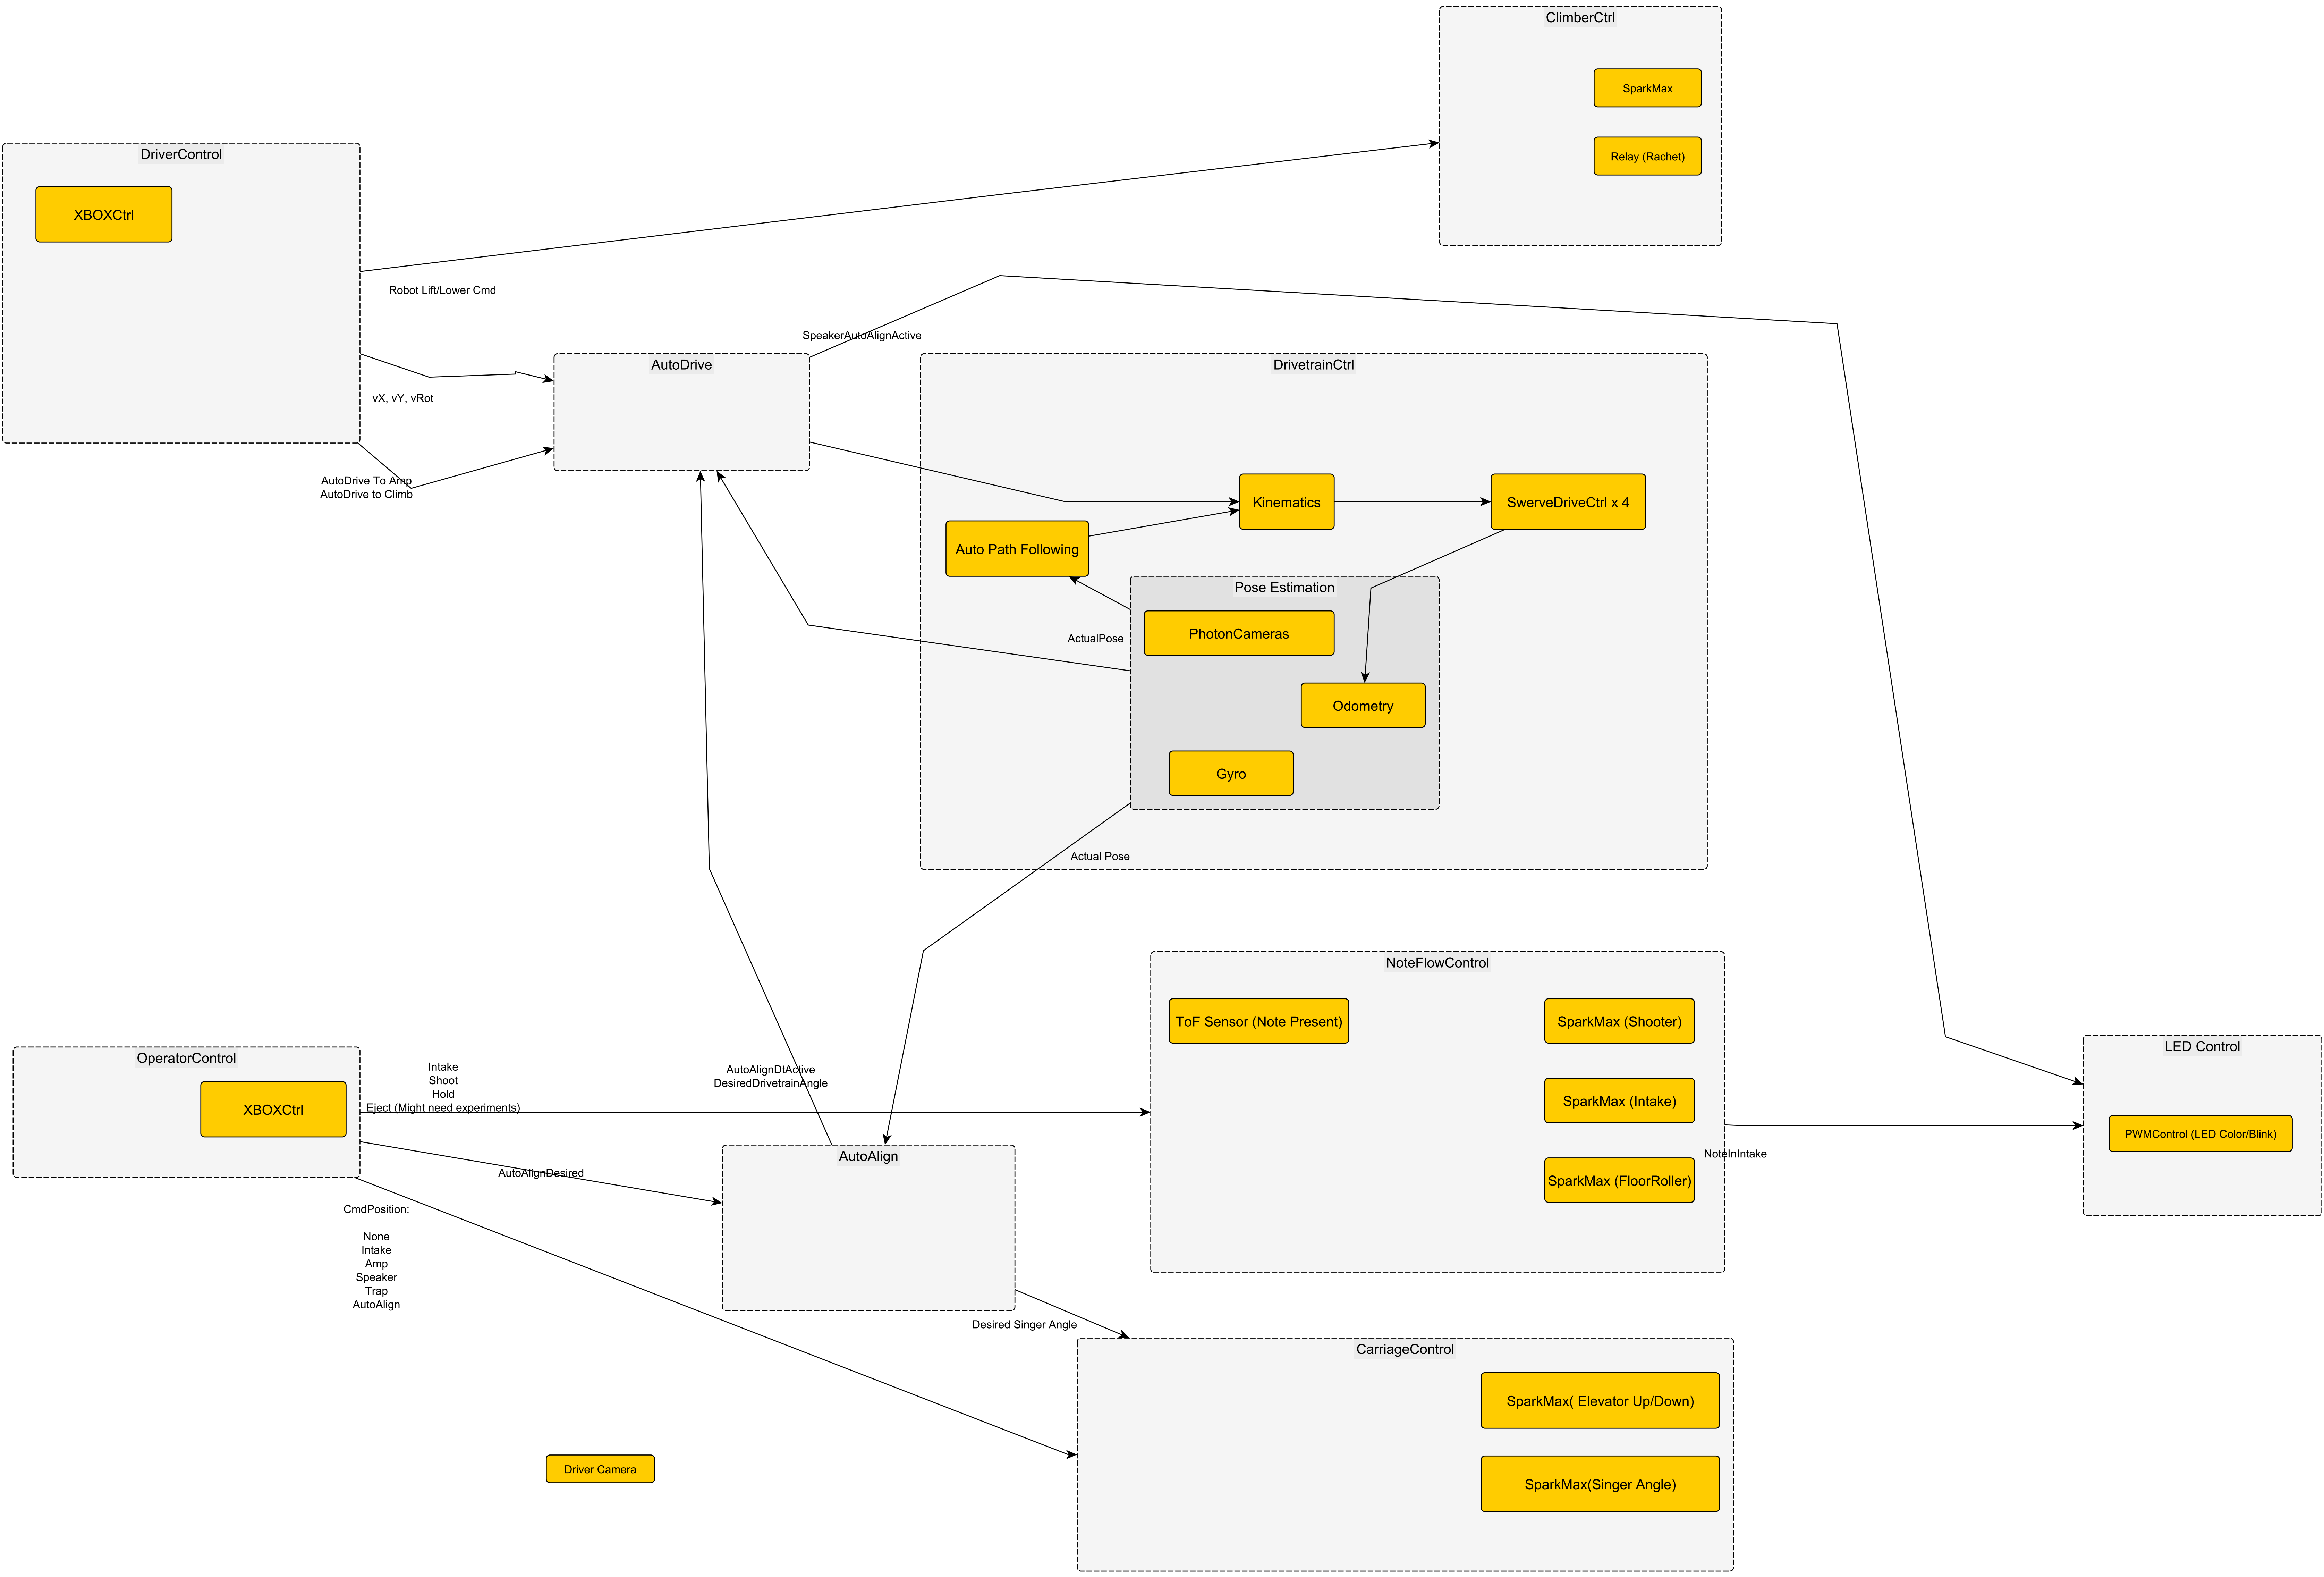 ClimberCtrl
SparkMax
Relay (Rachet)
DriverControl
XBOXCtrl
Robot Lift/Lower Cmd
vX, vY, vRot
AutoDrive To Amp
AutoDrive to Climb
AutoDrive
SpeakerAutoAlignActive
DrivetrainCtrl
Kinematics
SwerveDriveCtrl x 4
Auto Path Following
Pose Estimation
PhotonCameras
Odometry
Gyro
ActualPose
Actual Pose
NoteFlowControl
ToF Sensor (Note Present)
SparkMax (Shooter)
SparkMax (Intake)
SparkMax (FloorRoller)
LED Control
PWMControl (LED Color/Blink)
NoteInIntake
OperatorControl
XBOXCtrl
Intake
Shoot
Hold
Eject (Might need experiments)
AutoAlignDtActive
DesiredDrivetrainAngle
AutoAlignDesired
AutoAlign
CmdPosition:
None
Intake
Amp
Speaker
Trap
AutoAlign
Desired Singer Angle
CarriageControl
SparkMax( Elevator Up/Down)
SparkMax(Singer Angle)
Driver Camera